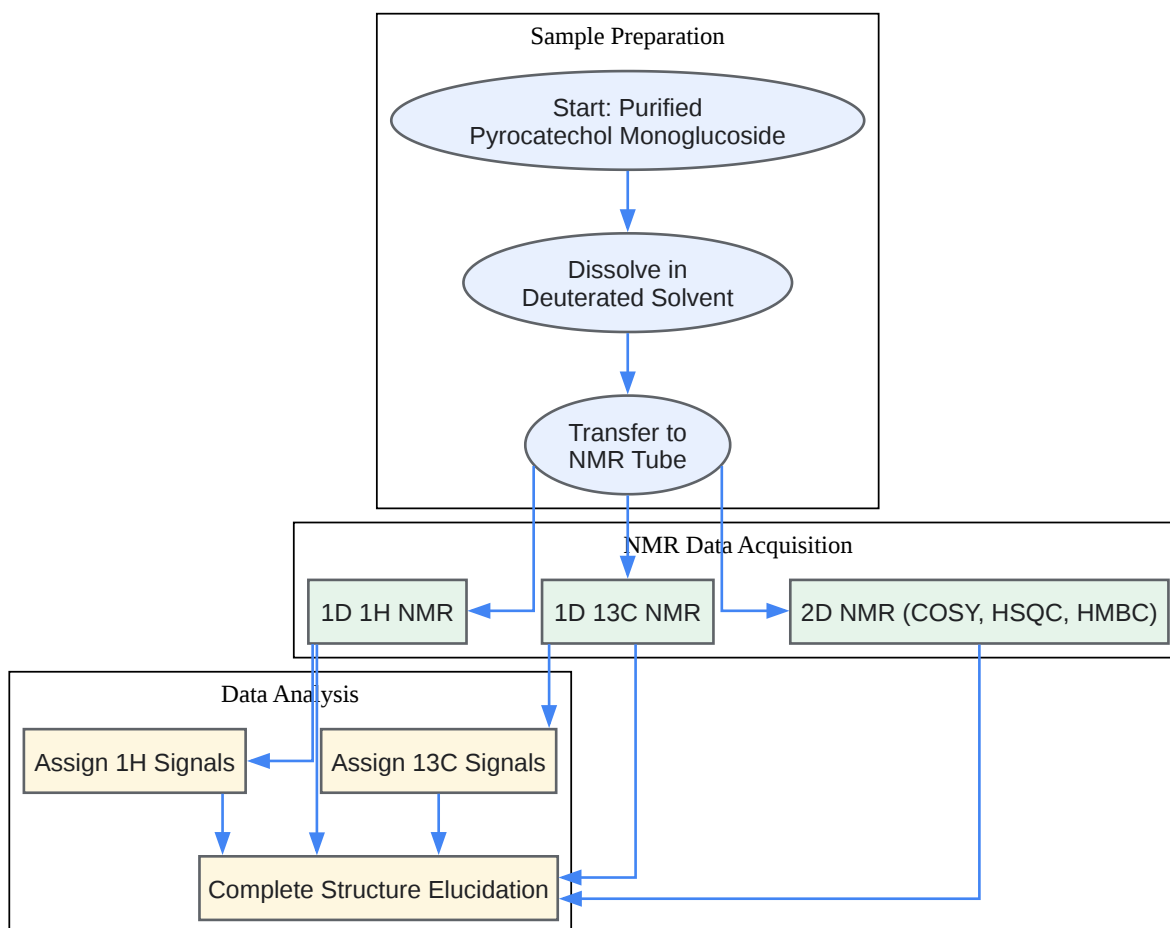 Sample Preparation
Start: Purified
Pyrocatechol Monoglucoside
Dissolve in
Deuterated Solvent
Transfer to
NMR Tube
NMR Data Acquisition
1D 1H NMR
1D 13C NMR
2D NMR (COSY, HSQC, HMBC)
Data Analysis
Assign 1H Signals
Assign 13C Signals
Complete Structure Elucidation